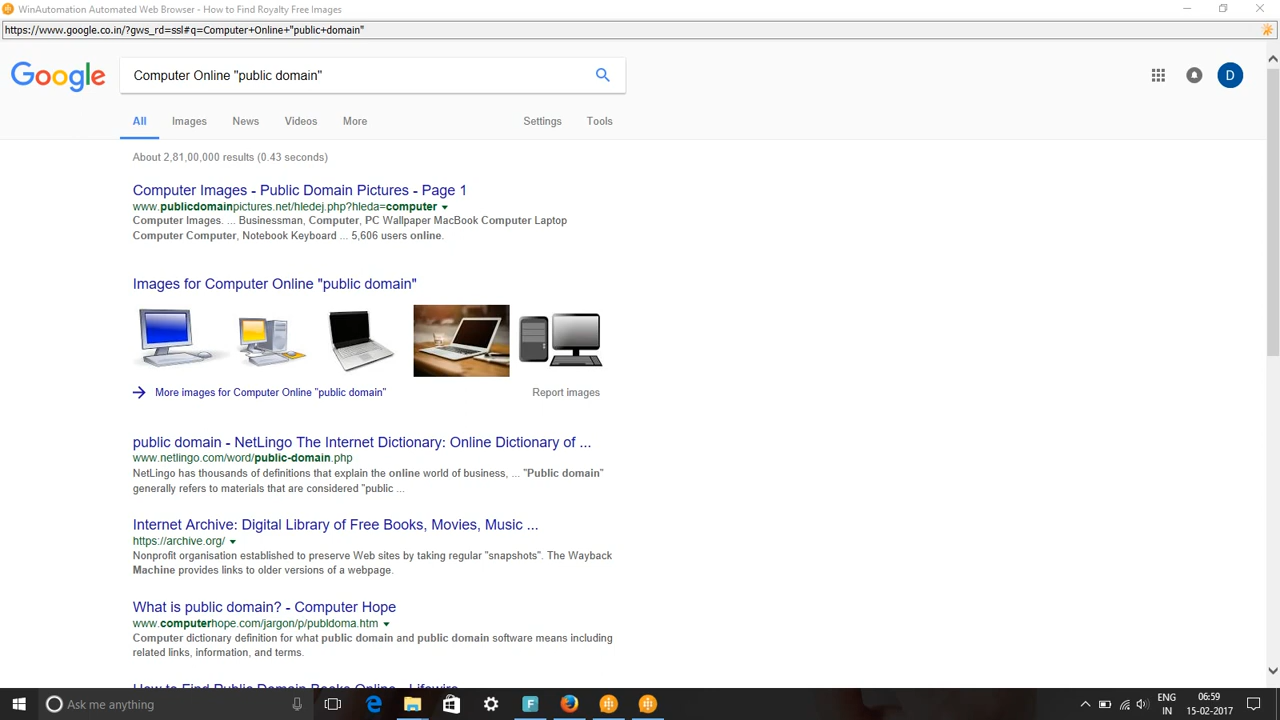 WinAutomation Automated Web Browser - How to Find Royalty Free Images
https://www.google.co.in/?gws_rd=ssl#q=Computer+Online+"public+domain"
Google
Computer Online "public domain"
D
All Images News Videos More Settings Tools
About 2,81,00,000 results (0.43 seconds)
Computer Images - Public Domain Pictures - Page 1
www.publicdomainpictures.net/hledej.php?hleda=computer
Computer Images. ... Businessman, Computer, PC Wallpaper MacBook Computer Laptop
Computer Computer, Notebook Keyboard ... 5,606 users online.
Images for Computer Online "public domain"
More images for Computer Online "public domain" Report images
public domain - NetLingo The Internet Dictionary: Online Dictionary of ...
www.netlingo.com/word/public-domain.php
NetLingo has thousands of definitions that explain the online world of business, ... "Public domain"
generally refers to materials that are considered "public ...
Internet Archive: Digital Library of Free Books, Movies, Music ...
https://archive.org/
Nonprofit organisation established to preserve Web sites by taking regular "snapshots". The Wayback
Machine provides links to older versions of a webpage.
What is public domain? - Computer Hope
www.computerhope.com/jargon/p/publdoma.htm
Computer dictionary definition for what public domain and public domain software means including
related links, information, and terms.
How to Find Public Domain Books Online - Lifewire
Ask me anything
F
ENG
IN
06:59
15-02-2017